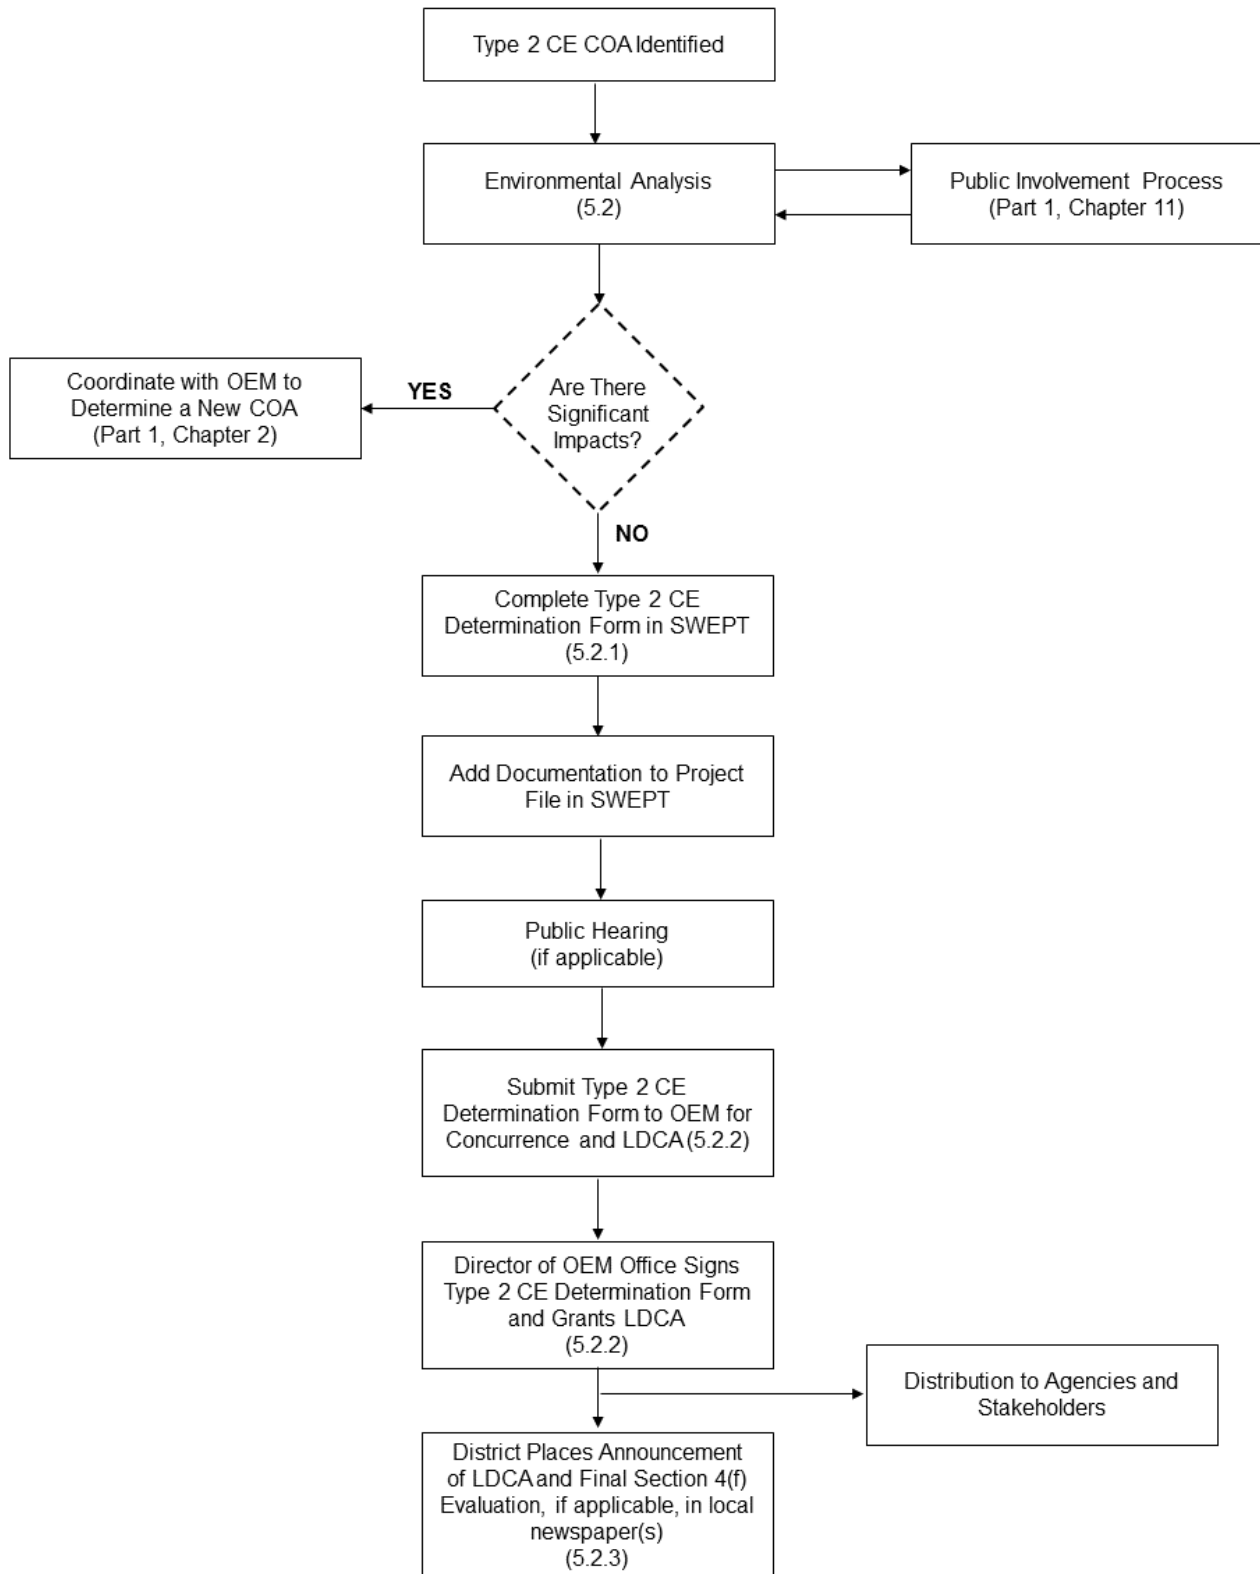 Type 2 CE COA Identified
Environmental Analysis
(5.2)
Public Involvement Process
(Part 1, Chapter 11)
Are There
Significant
Impacts?
YES
Coordinate with OEM to
Determine a New COA
(Part 1, Chapter 2)
NO
Complete Type 2 CE
Determination Form in SWEPT
(5.2.1)
Add Documentation to Project
File in SWEPT
Public Hearing
(if applicable)
Submit Type 2 CE
Determination Form to OEM for
Concurrence and LDCA (5.2.2)
Director of OEM Office Signs
Type 2 CE Determination Form
and Grants LDCA
(5.2.2)
Distribution to Agencies and
Stakeholders
District Places Announcement
of LDCA and Final Section 4(f)
Evaluation, if applicable, in local
newspaper(s)
(5.2.3)